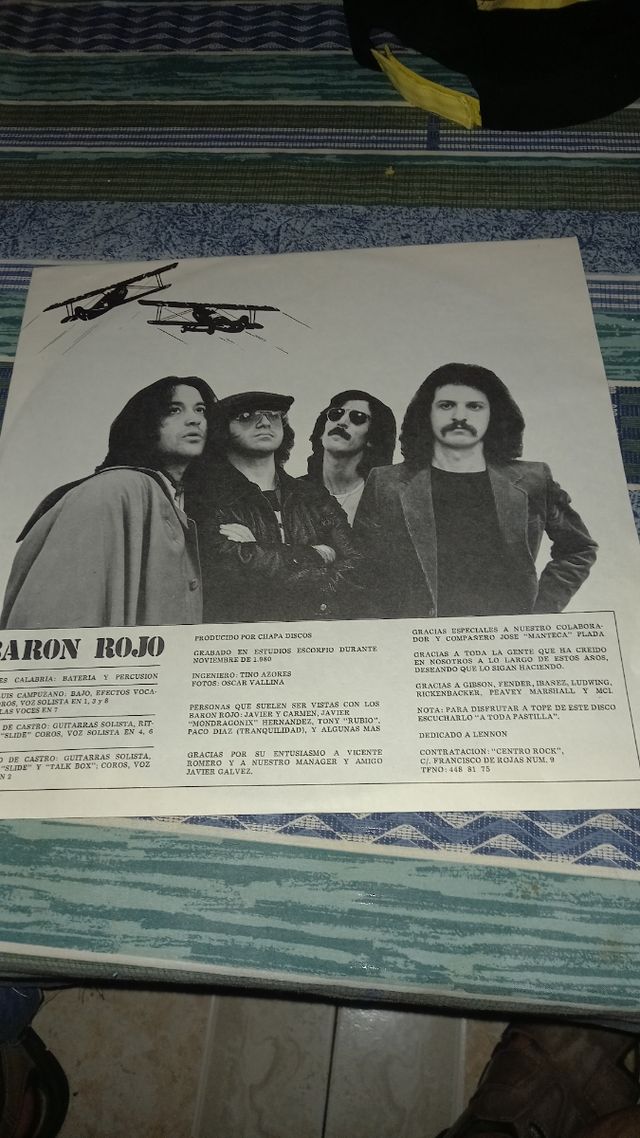 BARON ROJO
ES CALABRIA: BATERIA Y PERCUSION
UIS CAMPUZANO: BAJO, EFECTOS VOCA-
OROS, VOZ SOLISTA EN 1, 3 y 8
LAS VOCES EN 7
DE CASTRO: GUITARRAS SOLISTA, RIT-
"SLIDE" COROS, VOZ SOLISTA EN 4, 6
O DE CASTRO: GUITARRAS SOLISTA,
"SLIDE" Y "TALK BOX"; COROS, VOZ
EN 2
PRODUCIDO POR CHAPA DISCOS
GRABADO EN ESTUDIOS ESCORPIO DURANTE
NOVIEMBRE DE 1.980
INGENIERO: TINO AZORES
FOTOS: OSCAR VALLINA
PERSONAS QUE SUELEN SER VISTAS CON LOS
BARON ROJO: JAVIER Y CARMEN, JAVIER
"MONDRAGONIX" HERNANDEZ, TONY "RUBIO",
PACO DIAZ (TRANQUILIDAD), Y ALGUNAS MAS
GRACIAS POR SU ENTUSIASMO A VICENTE
ROMERO Y A NUESTRO MANAGER Y AMIGO
JAVIER GALVEZ.
GRACIAS ESPECIALES A NUESTRO COLABORA-
DOR Y COMPAÑERO JOSE "MANTECA" PLADA
GRACIAS A TODA LA GENTE QUE HA CREIDO
EN NOSOTROS A LO LARGO DE ESTOS AÑOS,
DESEANDO QUE LO SIGAN HACIENDO.
GRACIAS A GIBSON, FENDER, IBANEZ, LUDWING,
RICKENBACKER, PEAVEY MARSHALL Y MCI.
NOTA: PARA DISFRUTAR A TOPE DE ESTE DISCO
ESCUCHARLO "A TODA PASTILLA".
DEDICADO A LENNON
CONTRATACION: "CENTRO ROCK",
C/. FRANCISCO DE ROJAS NUM. 9
TFNO: 448 81 75